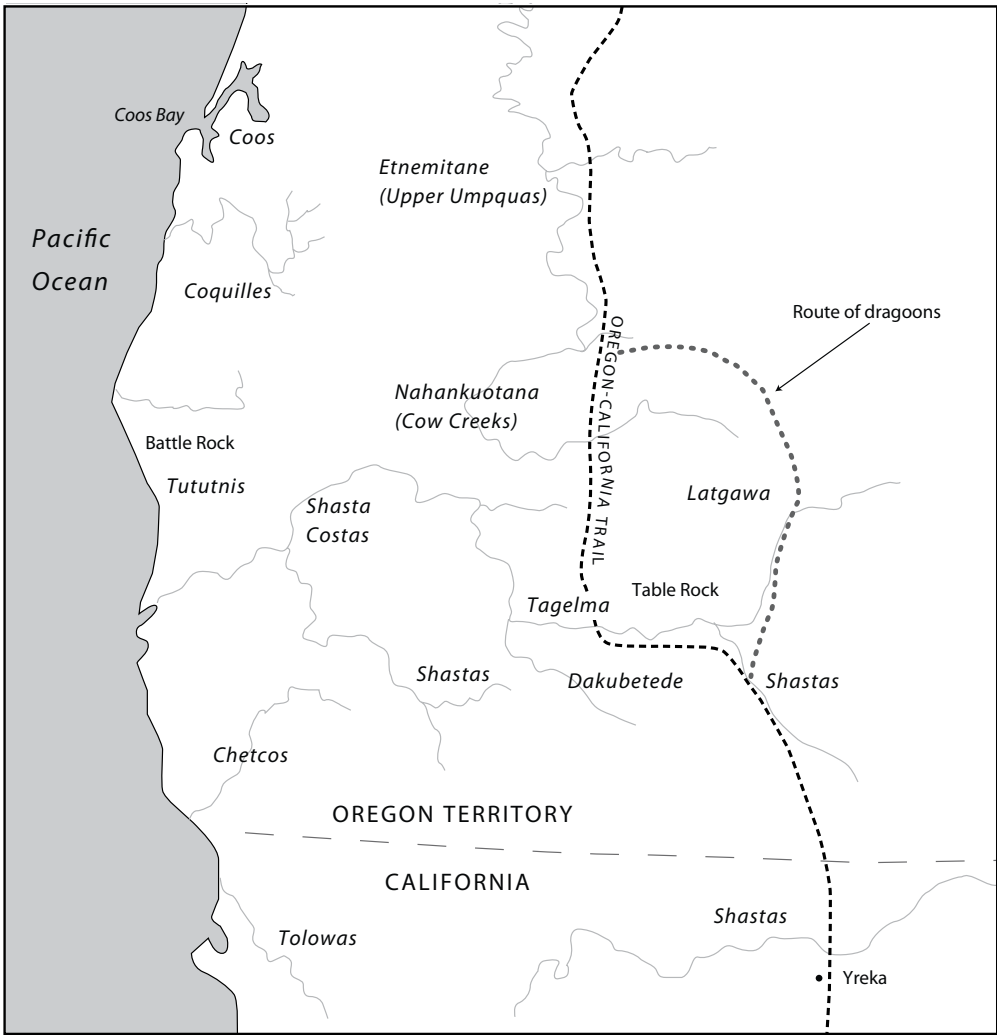 Coos Bay
Coos
Etnemitane
(Upper Umpquas)
Pacific
Ocean
Coquilles
Route of dragoons
OREGON-CALIFORNIA TRAIL
Nahankuotana
(Cow Creeks)
Battle Rock
Tututnis
Shasta
Costas
Latgawa
Table Rock
Tagelma
Shastas
Dakubetede
Shastas
Chetcos
OREGON TERRITORY
CALIFORNIA
Shastas
Tolowas
Yreka